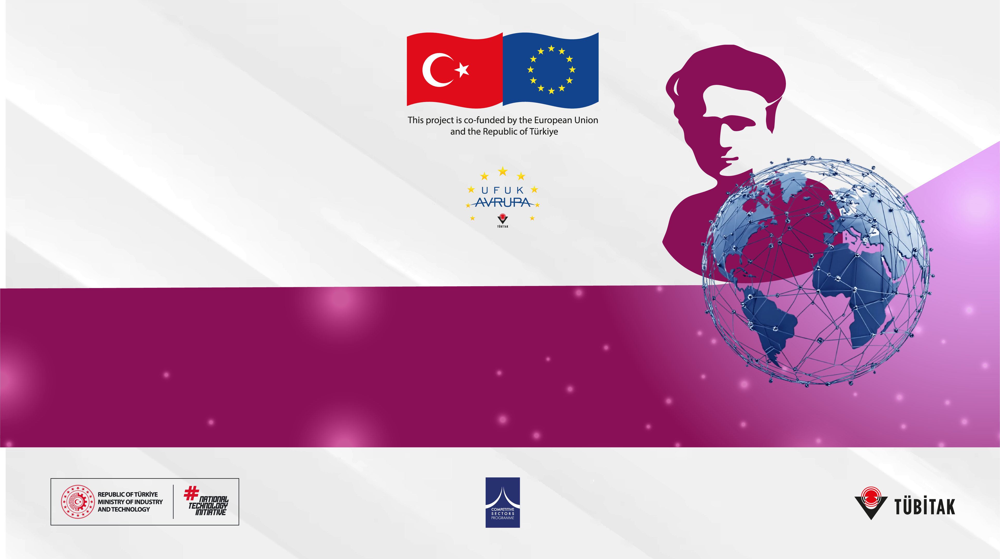 This project is co-funded by the European Union
and the Republic of Türkiye
UFUK
AVRUPA
TÜBİTAK
REPUBLIC OF TÜRKİYE
MINISTRY OF INDUSTRY
AND TECHNOLOGY
#
NATIONAL
TECHNOLOGY
INITIATIVE
COMPETITIVE
SECTORS
PROGRAMME
TÜBİTAK